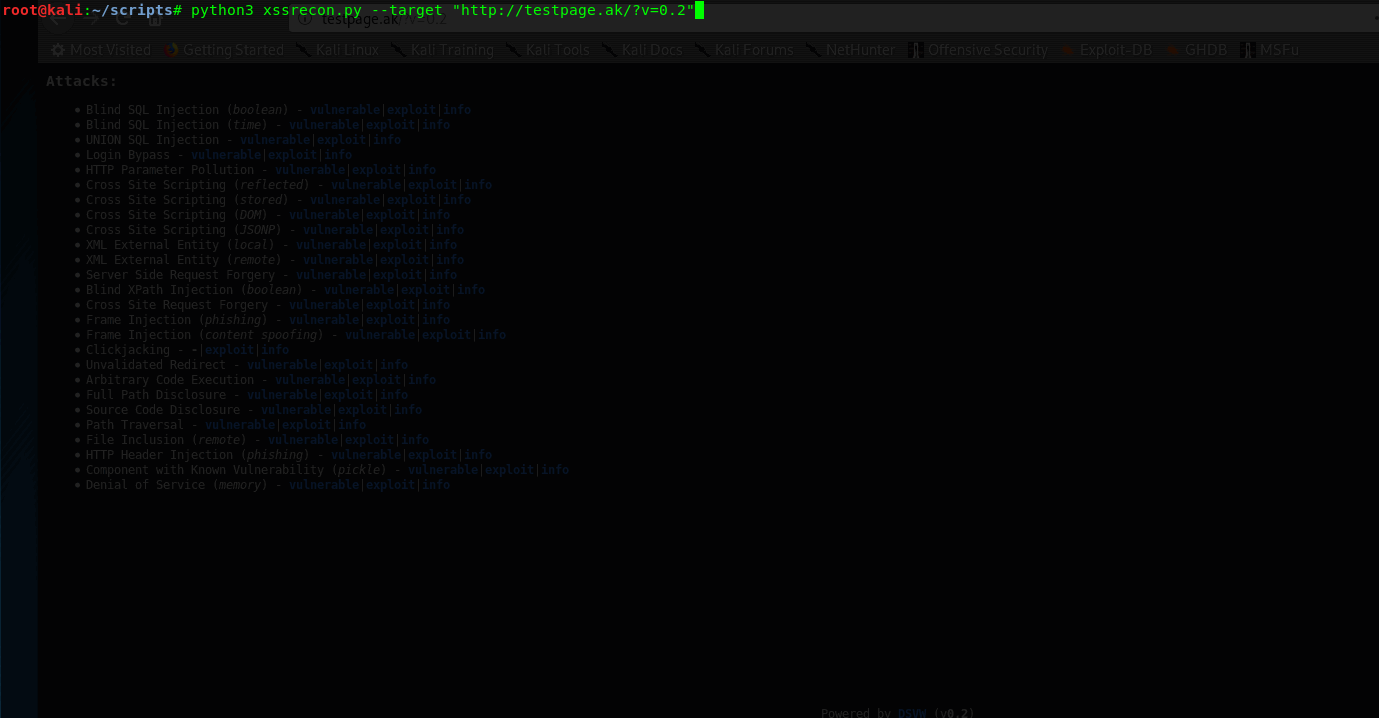 root@kali:~/scripts# python3 xssrecon.py --target "http://testpage.ak/?v=0.2"
testpage.ak/?v=0.2
Most Visited Getting Started Kali Linux Kali Training Kali Tools Kali Docs Kali Forums NetHunter Offensive Security Exploit-DB GHDB MSFu
Attacks:
• Blind SQL Injection (boolean) - vulnerable|exploit|info
• Blind SQL Injection (time) - vulnerable|exploit|info
• UNION SQL Injection - vulnerable|exploit|info
• Login Bypass - vulnerable|exploit|info
• HTTP Parameter Pollution - vulnerable|exploit|info
• Cross Site Scripting (reflected) - vulnerable|exploit|info
• Cross Site Scripting (stored) - vulnerable|exploit|info
• Cross Site Scripting (DOM) - vulnerable|exploit|info
• Cross Site Scripting (JSONP) - vulnerable|exploit|info
• XML External Entity (local) - vulnerable|exploit|info
• XML External Entity (remote) - vulnerable|exploit|info
• Server Side Request Forgery - vulnerable|exploit|info
• Blind XPath Injection (boolean) - vulnerable|exploit|info
• Cross Site Request Forgery - vulnerable|exploit|info
• Frame Injection (phishing) - vulnerable|exploit|info
• Frame Injection (content spoofing) - vulnerable|exploit|info
• Clickjacking - -|exploit|info
• Unvalidated Redirect - vulnerable|exploit|info
• Arbitrary Code Execution - vulnerable|exploit|info
• Full Path Disclosure - vulnerable|exploit|info
• Source Code Disclosure - vulnerable|exploit|info
• Path Traversal - vulnerable|exploit|info
• File Inclusion (remote) - vulnerable|exploit|info
• HTTP Header Injection (phishing) - vulnerable|exploit|info
• Component with Known Vulnerability (pickle) - vulnerable|exploit|info
• Denial of Service (memory) - vulnerable|exploit|info
Powered by DSVW (v0.2)